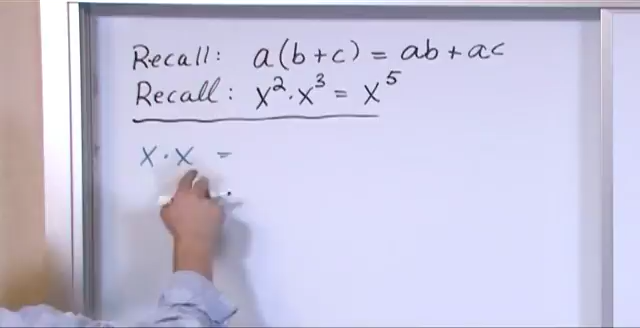 Recall: a(b+c) = ab+ac
Recall: x²·x³ = x⁵
x·x =